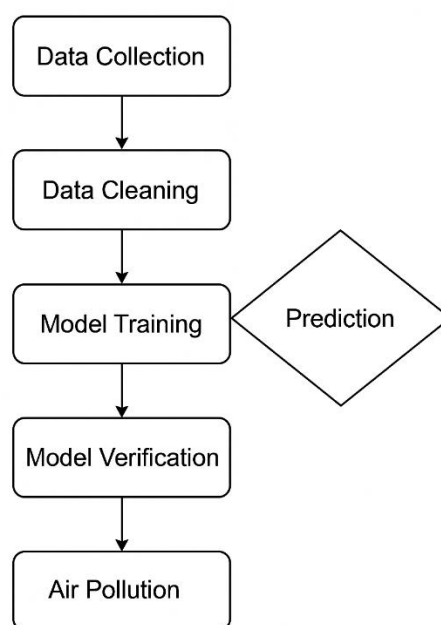 Data Collection
Data Cleaning
Model Training
Prediction
Model Verification
Air Pollution